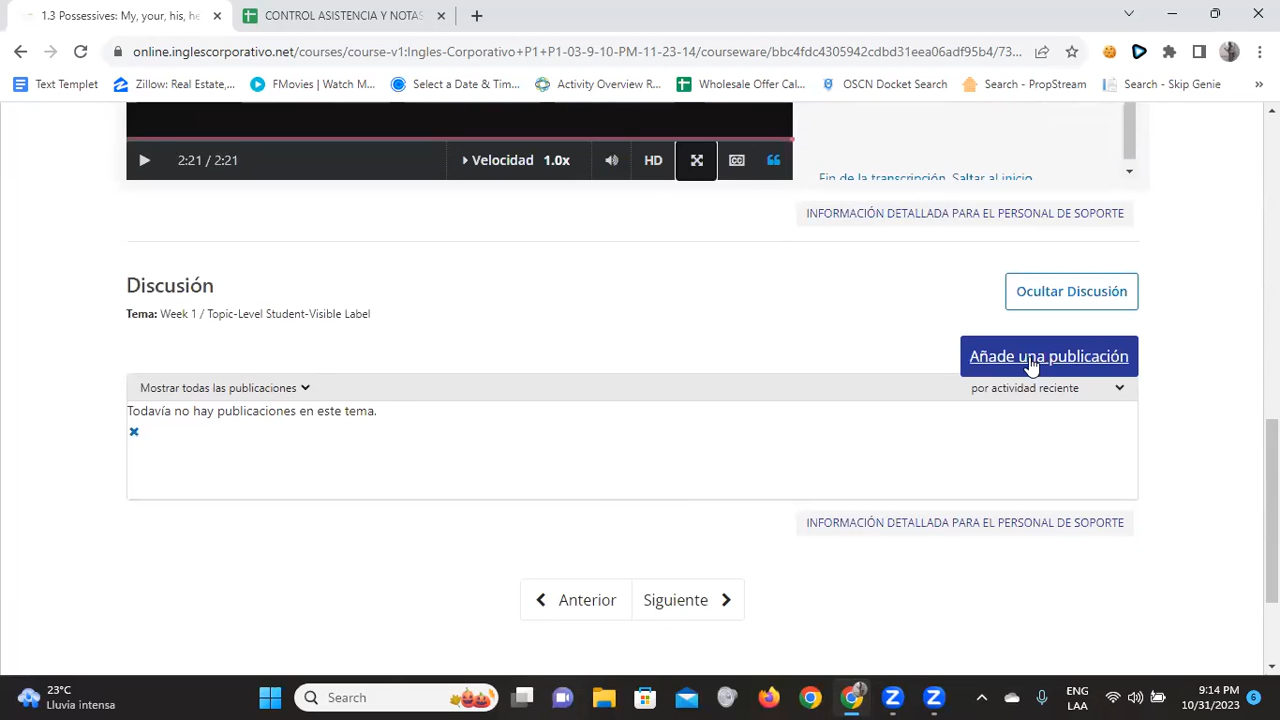 1.3 Possessives: My, your, his, he
CONTROL ASISTENCIA Y NOTAS
online.inglescorporativo.net/courses/course-v1:Ingles-Corporativo+P1+P1-03-9-10-PM-11-23-14/courseware/bbc4fdc4305942cdbd31eea06adf95b4/73...
Text Templet
Zillow: Real Estate,...
FMovies | Watch M...
Select a Date & Tim...
Activity Overview R...
Wholesale Offer Cal...
OSCN Docket Search
Search - PropStream
Search - Skip Genie
»
2:21 / 2:21
Velocidad 1.0x
HD
CC
Fin de la transcripción. Saltar al inicio
INFORMACIÓN DETALLADA PARA EL PERSONAL DE SOPORTE
Discusión
Ocultar Discusión
Tema: Week 1 / Topic-Level Student-Visible Label
Añade una publicación
Mostrar todas las publicaciones
por actividad reciente
Todavía no hay publicaciones en este tema.
INFORMACIÓN DETALLADA PARA EL PERSONAL DE SOPORTE
Anterior
Siguiente
23°C
Lluvia intensa
Search
ENG
LAA
9:14 PM
10/31/2023
6